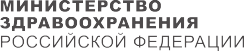 МИНИСТЕРСТВО
ЗДРАВООХРАНЕНИЯ
РОССИЙСКОЙ ФЕДЕРАЦИИ